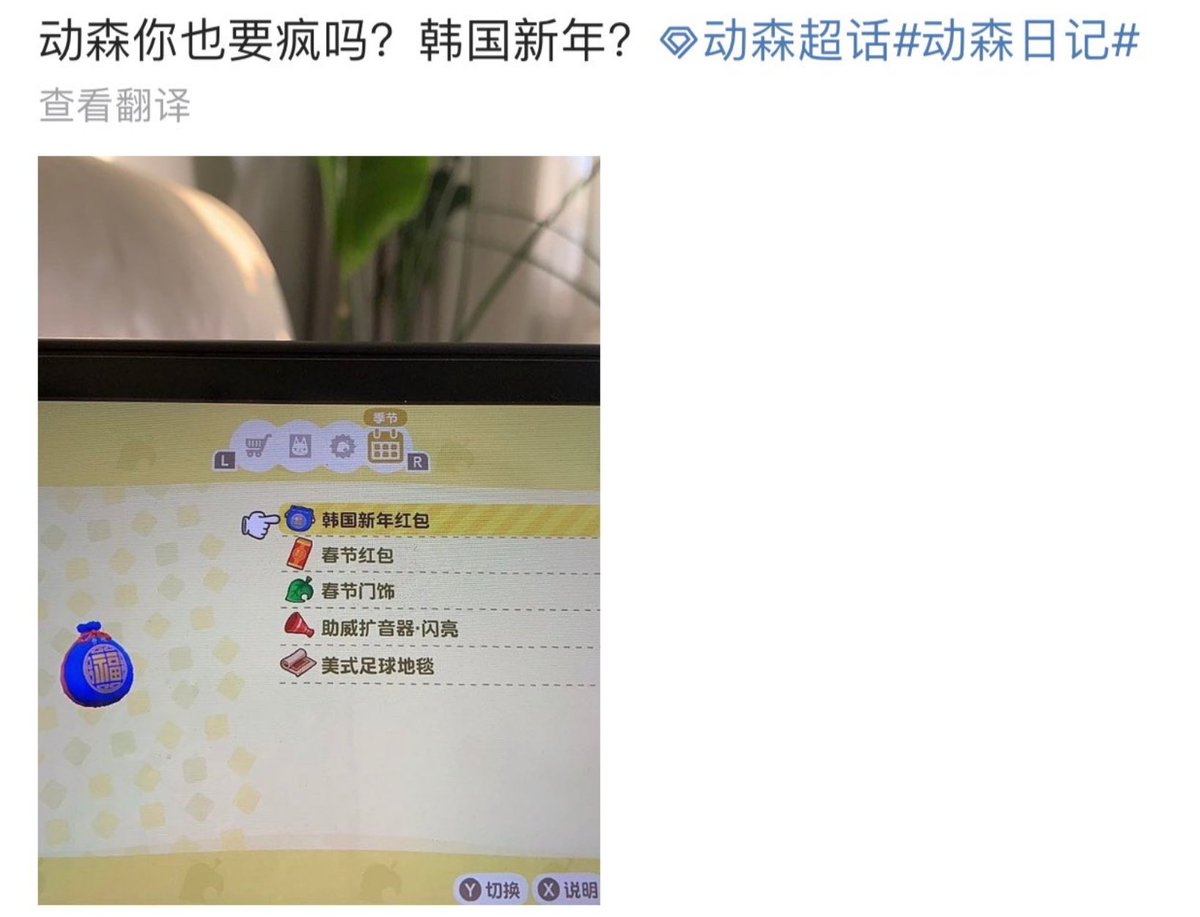 动森你也要疯吗？韩国新年？动森超话#动森日记#
查看翻译
季节
L
R
韩国新年红包
春节红包
春节门饰
助威扩音器·闪亮
美式足球地毯
福
Y 切换 X 说明